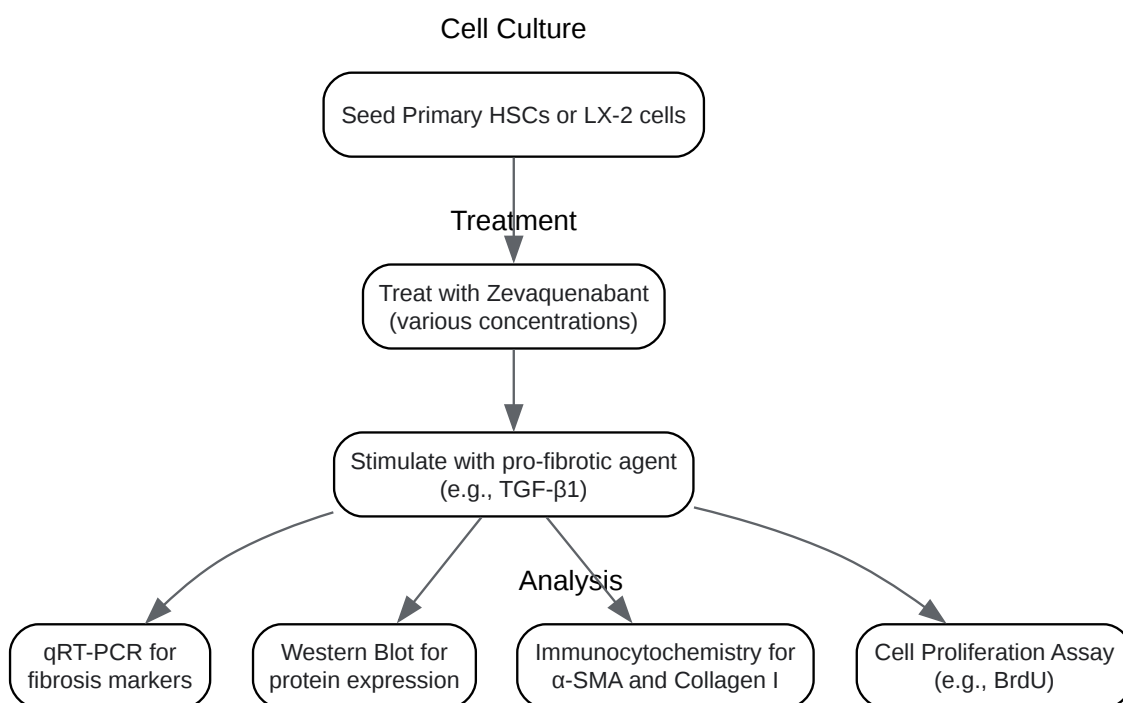 Cell Culture
Seed Primary HSCs or LX-2 cells
Treatment
Treat with Zevaquenabant
(various concentrations)
Stimulate with pro-fibrotic agent
(e.g., TGF-β1)
Analysis
qRT-PCR for
fibrosis markers
Western Blot for
protein expression
Immunocytochemistry for
α-SMA and Collagen I
Cell Proliferation Assay
(e.g., BrdU)